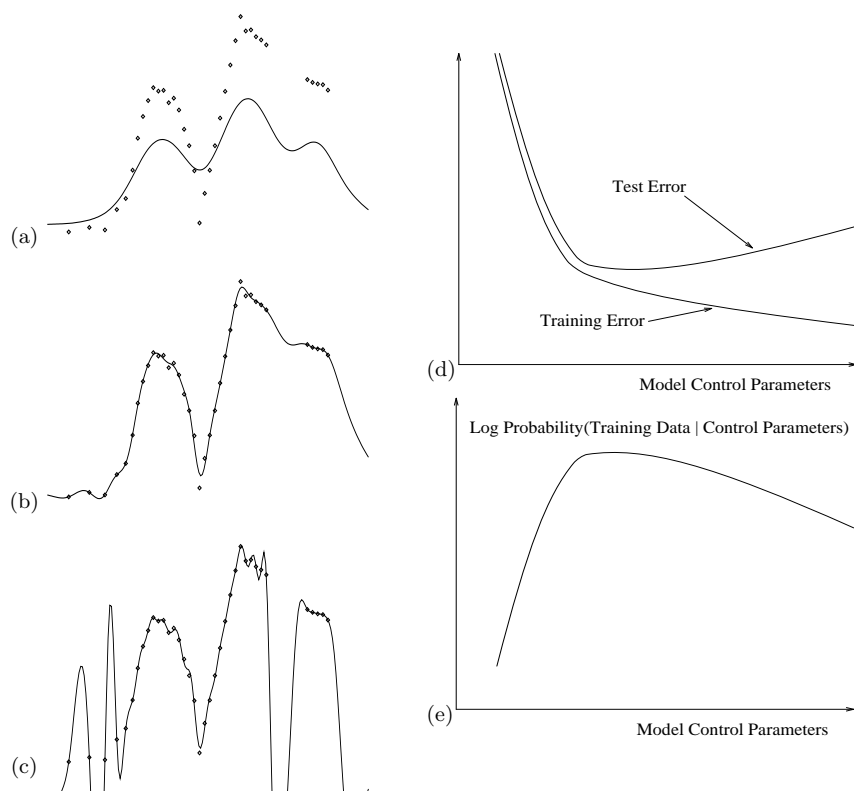 (a)
(b)
(c)
Test Error
Training Error
(d)
Model Control Parameters
Log Probability(Training Data | Control Parameters)
(e)
Model Control Parameters